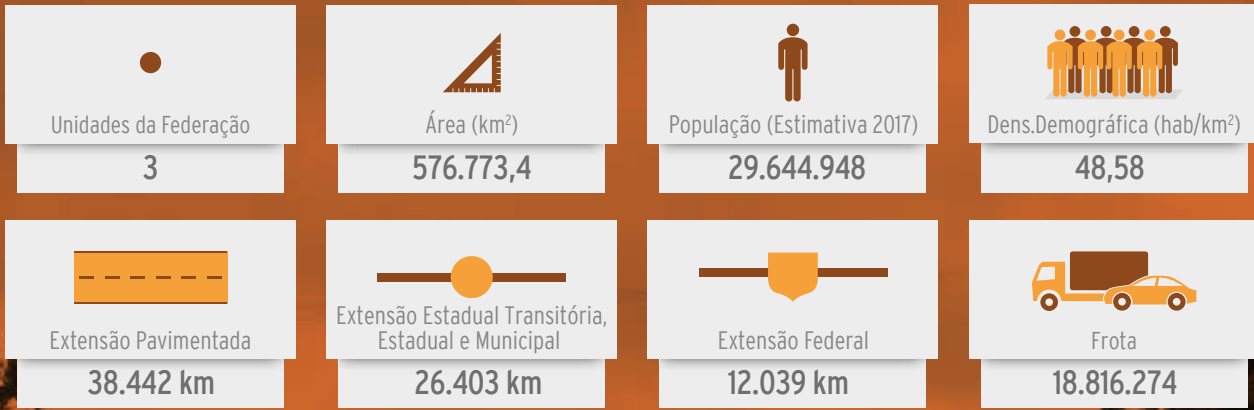 Unidades da Federação
3
Área (km²)
576.773,4
População (Estimativa 2017)
29.644.948
Dens.Demográfica (hab/km²)
48,58
Extensão Pavimentada
38.442 km
Extensão Estadual Transitória,
Estadual e Municipal
26.403 km
Extensão Federal
12.039 km
Frota
18.816.274